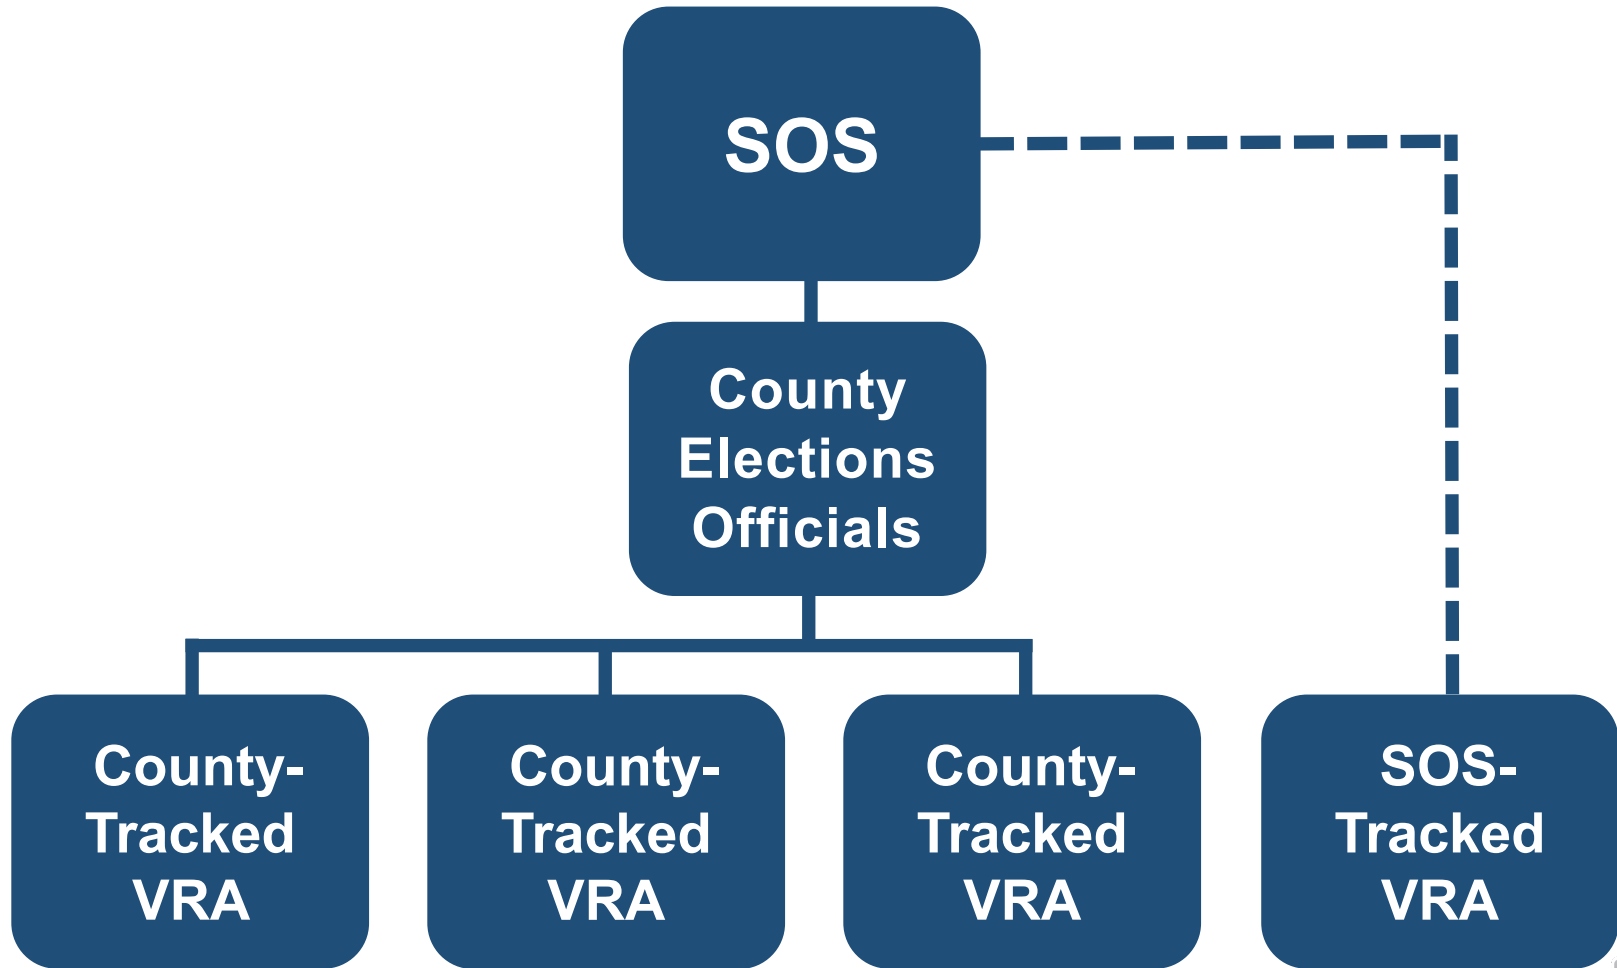 SOS
County
Elections
Officials
County-
Tracked
VRA
County-
Tracked
VRA
County-
Tracked
VRA
SOS-
Tracked
VRA